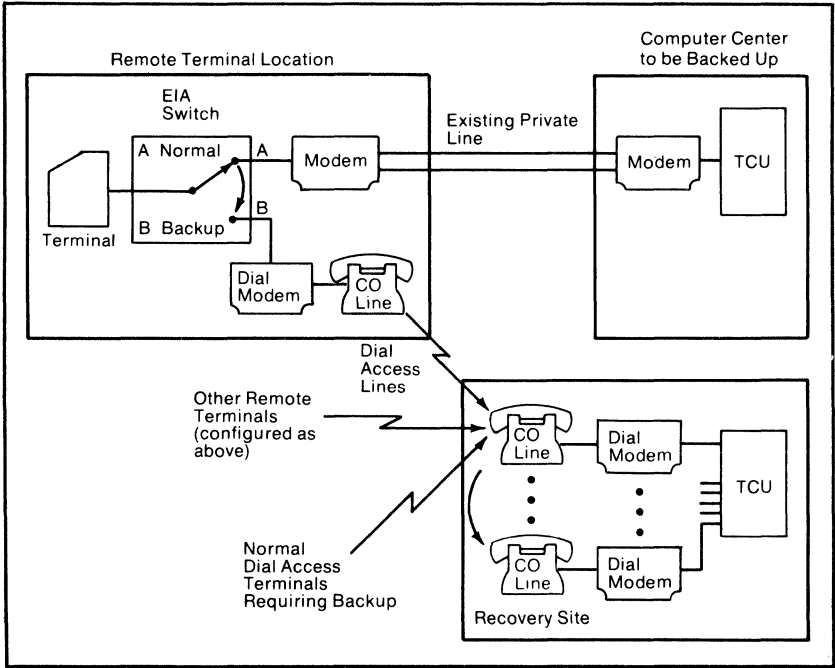 Remote Terminal Location
Computer Center
to be Backed Up
EIA
Switch
A Normal
A
B Backup
B
Terminal
Modem
Existing Private
Line
Modem
TCU
Dial
Modem
CO
Line
Dial
Access
Lines
Other Remote
Terminals
(configured as
above)
Normal
Dial Access
Terminals
Requiring Backup
CO
Line
Dial
Modem
TCU
CO
Line
Dial
Modem
Recovery Site